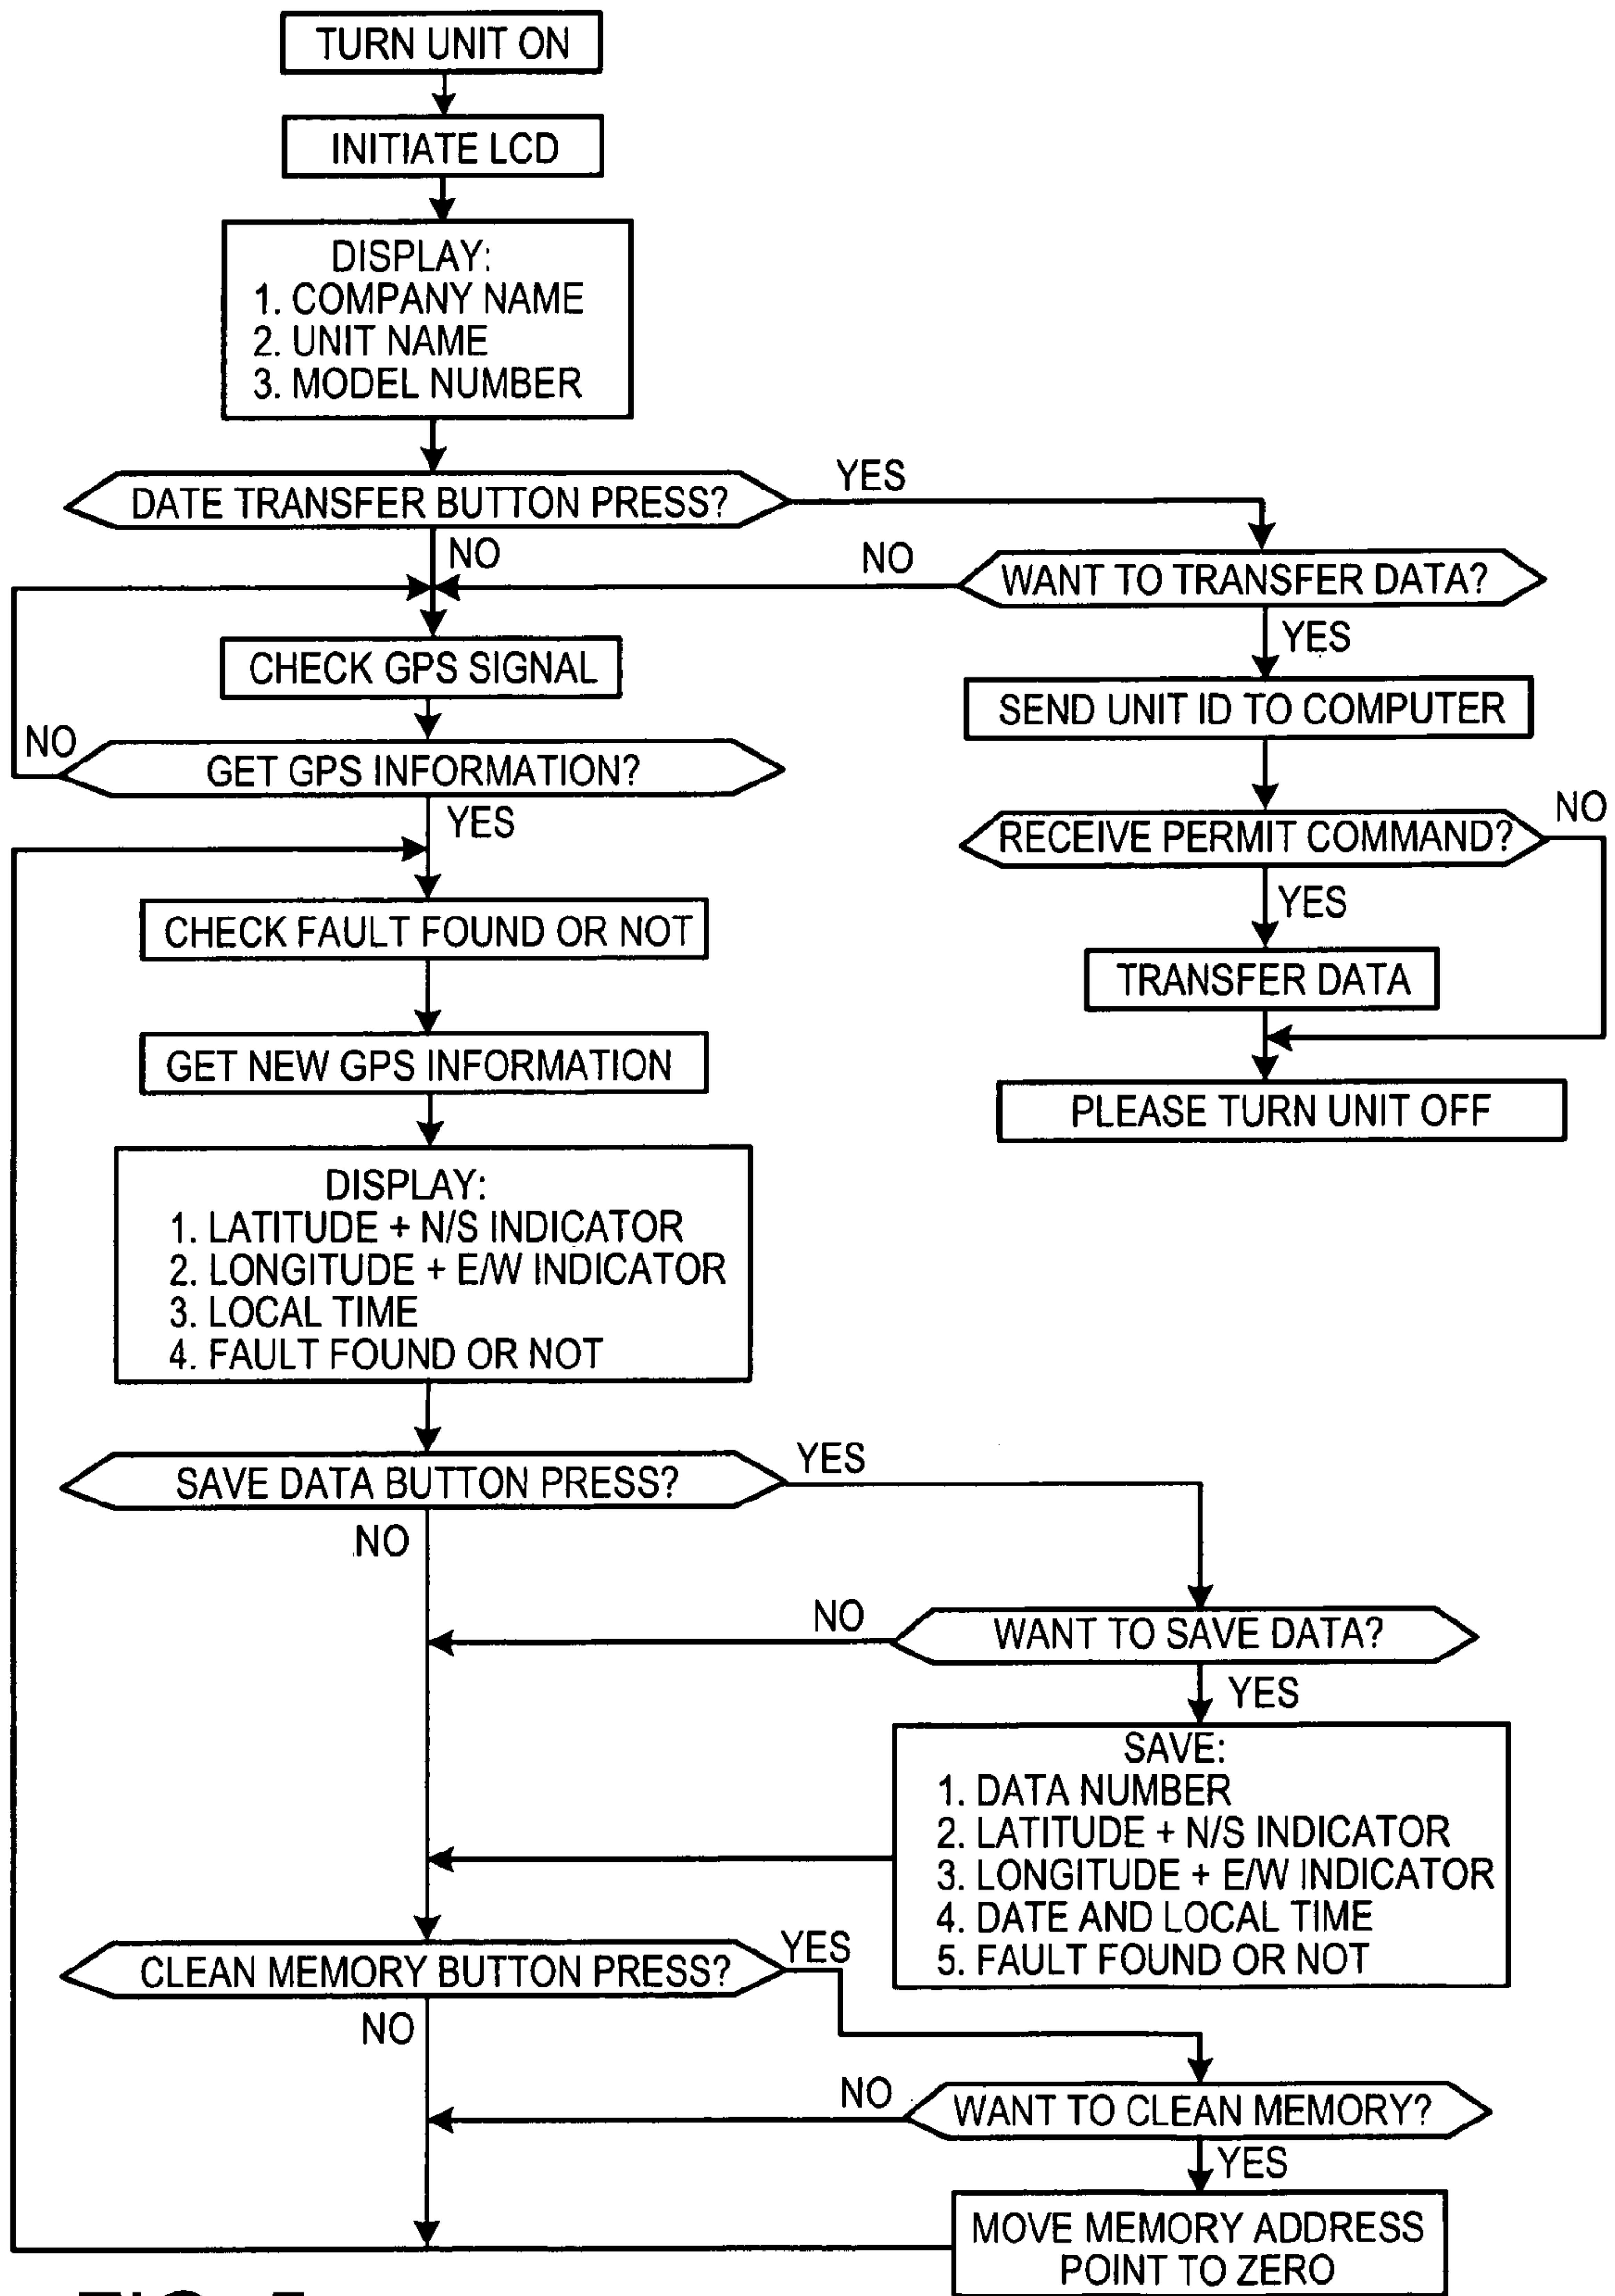 TURN UNIT ON
INITIATE LCD
DISPLAY:
1. COMPANY NAME
2. UNIT NAME
3. MODEL NUMBER
DATE TRANSFER BUTTON PRESS?
YES
NO
NO
WANT TO TRANSFER DATA?
YES
CHECK GPS SIGNAL
SEND UNIT ID TO COMPUTER
NO
GET GPS INFORMATION?
YES
RECEIVE PERMIT COMMAND?
NO
YES
CHECK FAULT FOUND OR NOT
TRANSFER DATA
GET NEW GPS INFORMATION
PLEASE TURN UNIT OFF
DISPLAY:
1. LATITUDE + N/S INDICATOR
2. LONGITUDE + E/W INDICATOR
3. LOCAL TIME
4. FAULT FOUND OR NOT
SAVE DATA BUTTON PRESS?
YES
NO
NO
WANT TO SAVE DATA?
YES
SAVE:
1. DATA NUMBER
2. LATITUDE + N/S INDICATOR
3. LONGITUDE + E/W INDICATOR
4. DATE AND LOCAL TIME
5. FAULT FOUND OR NOT
CLEAN MEMORY BUTTON PRESS?
YES
NO
NO
WANT TO CLEAN MEMORY?
YES
MOVE MEMORY ADDRESS
POINT TO ZERO